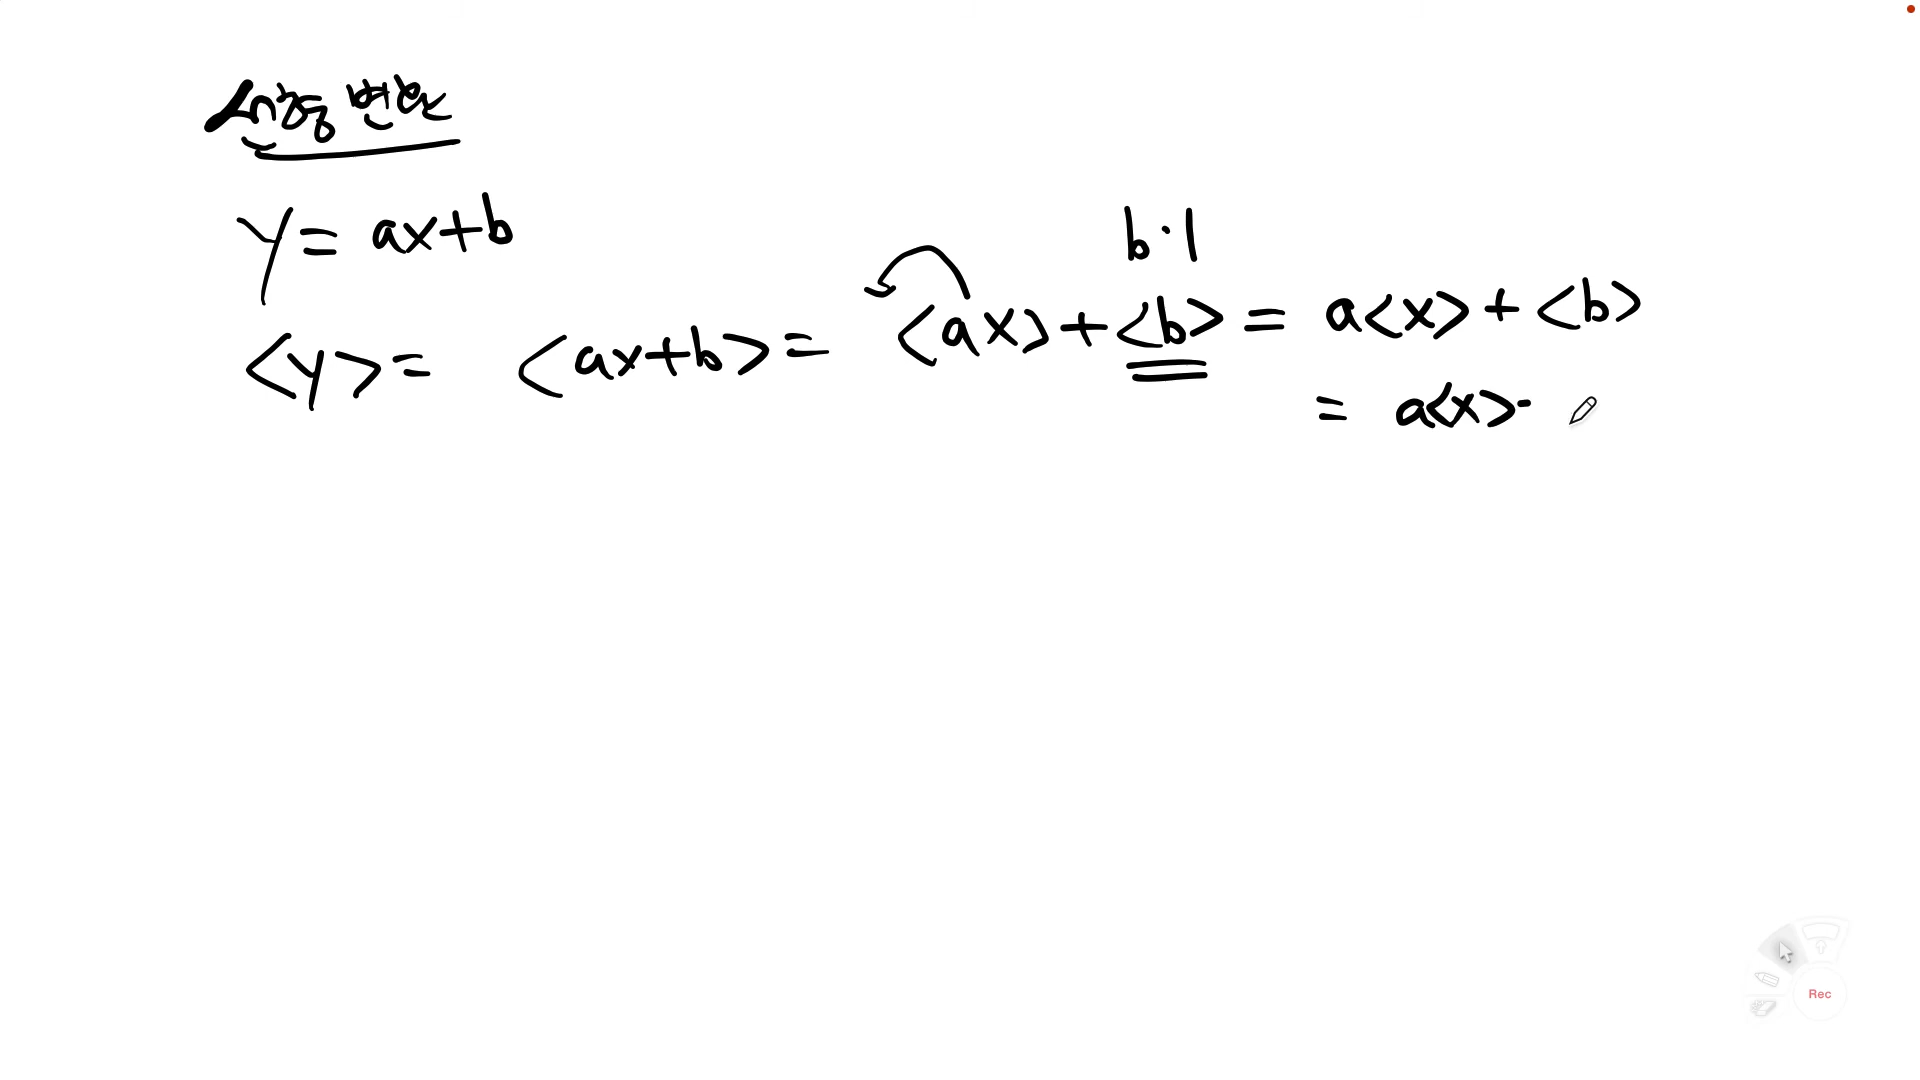 선형 변환
Y = ax+b
b·1
<y> = <ax+b> = <ax> + <b> = a<x> + <b>
= a<x> -
Rec